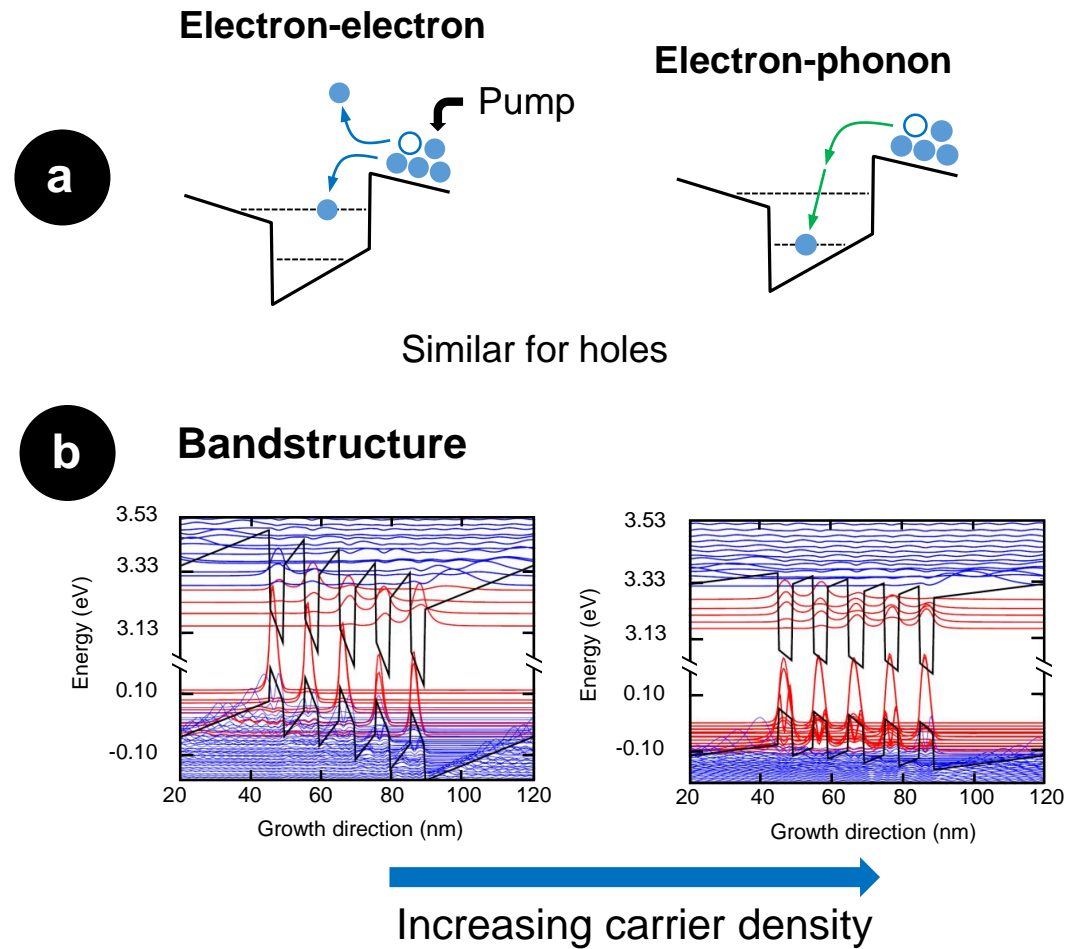 Electron-electron
Electron-phonon
Pump
a
Similar for holes
b
Bandstructure
3.53
3.33
3.13
0.10
-0.10
Energy (eV)
20
40
60
80
100
120
Growth direction (nm)
3.53
3.33
3.13
0.10
-0.10
Energy (eV)
20
40
60
80
100
120
Growth direction (nm)
Increasing carrier density